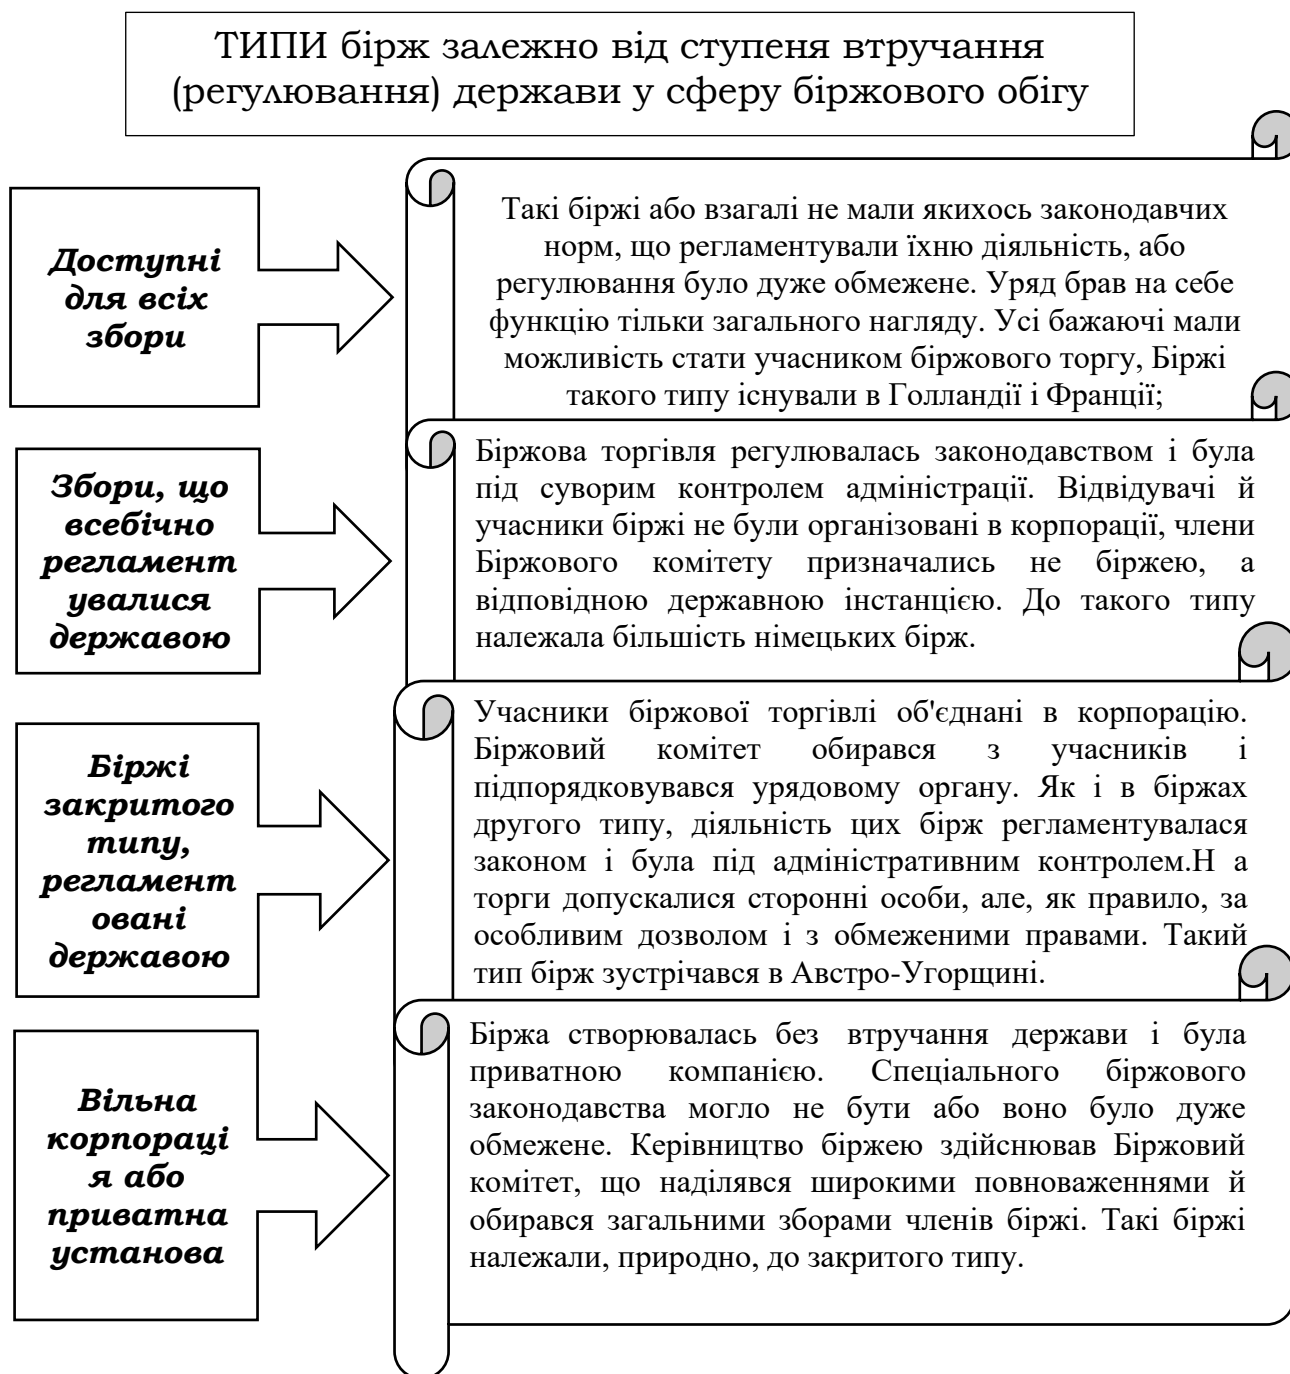 ТИПИ бірж залежно від ступеня втручання
(регулювання) держави у сферу біржового обігу
Доступні
для всіх
збори
Такі біржі або взагалі не мали якихось законодавчих
норм, що регламентували їхню діяльність, або
регулювання було дуже обмежене. Уряд брав на себе
функцію тільки загального нагляду. Усі бажаючі мали
можливість стати учасником біржового торгу, Біржі
такого типу існували в Голландії і Франції;
Збори, що
всебічно
регламент
увалися
державою
Біржова торгівля регулювалась законодавством і була
під суворим контролем адміністрації. Відвідувачі й
учасники біржі не були організовані в корпорації, члени
Біржового комітету призначались не біржею, а
відповідною державною інстанцією. До такого типу
належала більшість німецьких бірж.
Біржі
закритого
типу,
регламент
овані
державою
Учасники біржової торгівлі об'єднані в корпорацію.
Біржовий комітет обирався з учасників і
підпорядковувався урядовому органу. Як і в біржах
другого типу, діяльність цих бірж регламентувалася
законом і була під адміністративним контролем.Н а
торги допускалися сторонні особи, але, як правило, за
особливим дозволом і з обмеженими правами. Такий
тип бірж зустрічався в Австро-Угорщині.
Вільна
корпораці
я або
приватна
установа
Біржа створювалась без втручання держави і була
приватною компанією. Спеціального біржового
законодавства могло не бути або воно було дуже
обмежене. Керівництво біржею здійснював Біржовий
комітет, що наділявся широкими повноваженнями й
обирався загальними зборами членів біржі. Такі біржі
належали, природно, до закритого типу.